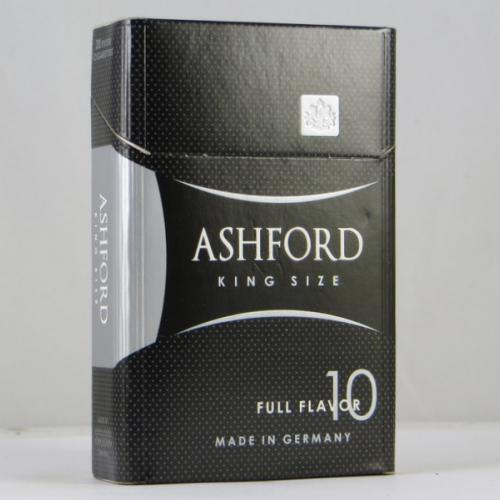 ASHFORD
KING SIZE
FULL FLAVOR 10
MADE IN GERMANY
ASHFORD
KING SIZE